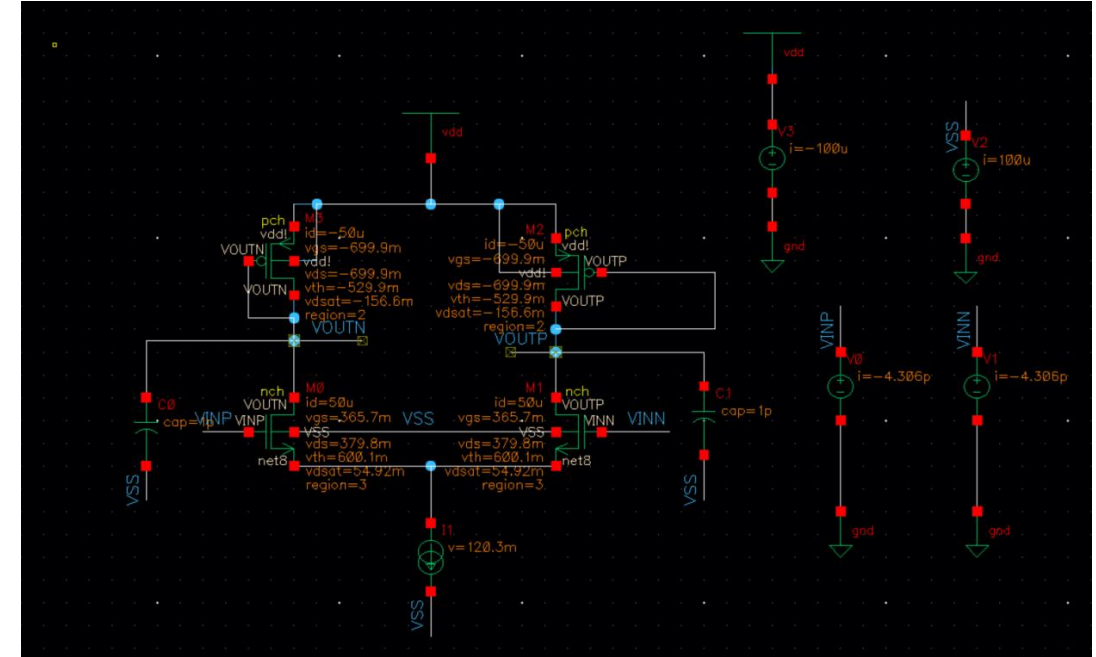 vdd
V3
i=-100u
gnd
VSS
V2
i=100u
gnd
vdd
pch
M3
vdd!
id=-50u
vgs=-699.9m
VOUTN
vdd!
vds=-699.9m
VOUTN
vth=-529.9m
vdsat=-156.6m
region=2
VOUTN
M2
pch
id=-50u
vdd!
vgs=-699.9m
vdd!
VOUTP
vds=-699.9m
VOUTP
vth=-529.9m
vdsat=-156.6m
region=2
VOUTP
VINP
V0
i=-4.306p
gnd
VINN
V1
i=-4.306p
gnd
nch
M0
VOUTN
id=50u
VINP
VINP
vgs=365.7m
VSS
VSS
vds=379.8m
vth=600.1m
net8
vdsat=54.92m
region=3
M1
nch
id=50u
VOUTP
vgs=365.7m
VINN
VINN
VSS
vds=379.8m
vth=600.1m
net8
vdsat=54.92m
region=3
C0
VSS
C1
cap=1p
VSS
I1
v=120.3m
VSS